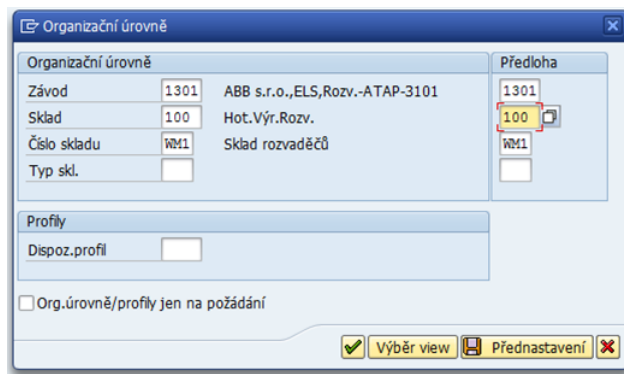 Organizační úrovně
Organizační úrovně Předloha
Závod 1301 ABB s.r.o.,ELS,Rozv.-ATAP-3101 1301
Sklad 100 Hot.Výr.Rozv. 100
Číslo skladu WM1 Sklad rozvaděčů WM1
Typ skl.
Profily
Dispoz.profil
Org.úrovně/profily jen na požádání
Výběr view Přednastavení